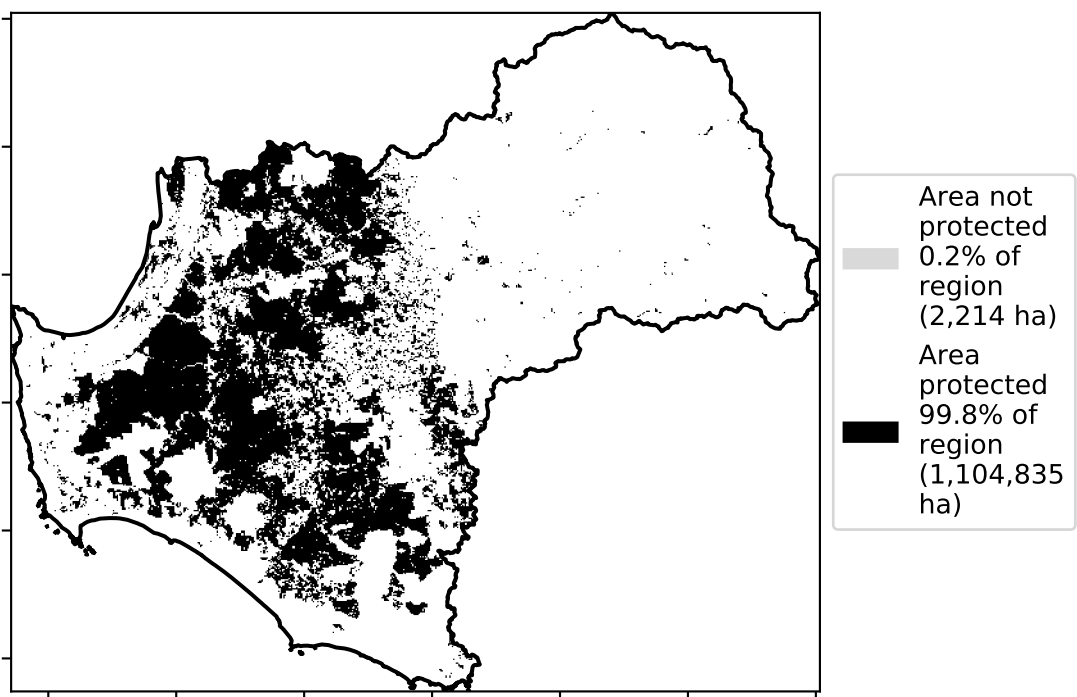 Area not
protected
0.2% of
region
(2,214 ha)
Area
protected
99.8% of
region
(1,104,835
ha)